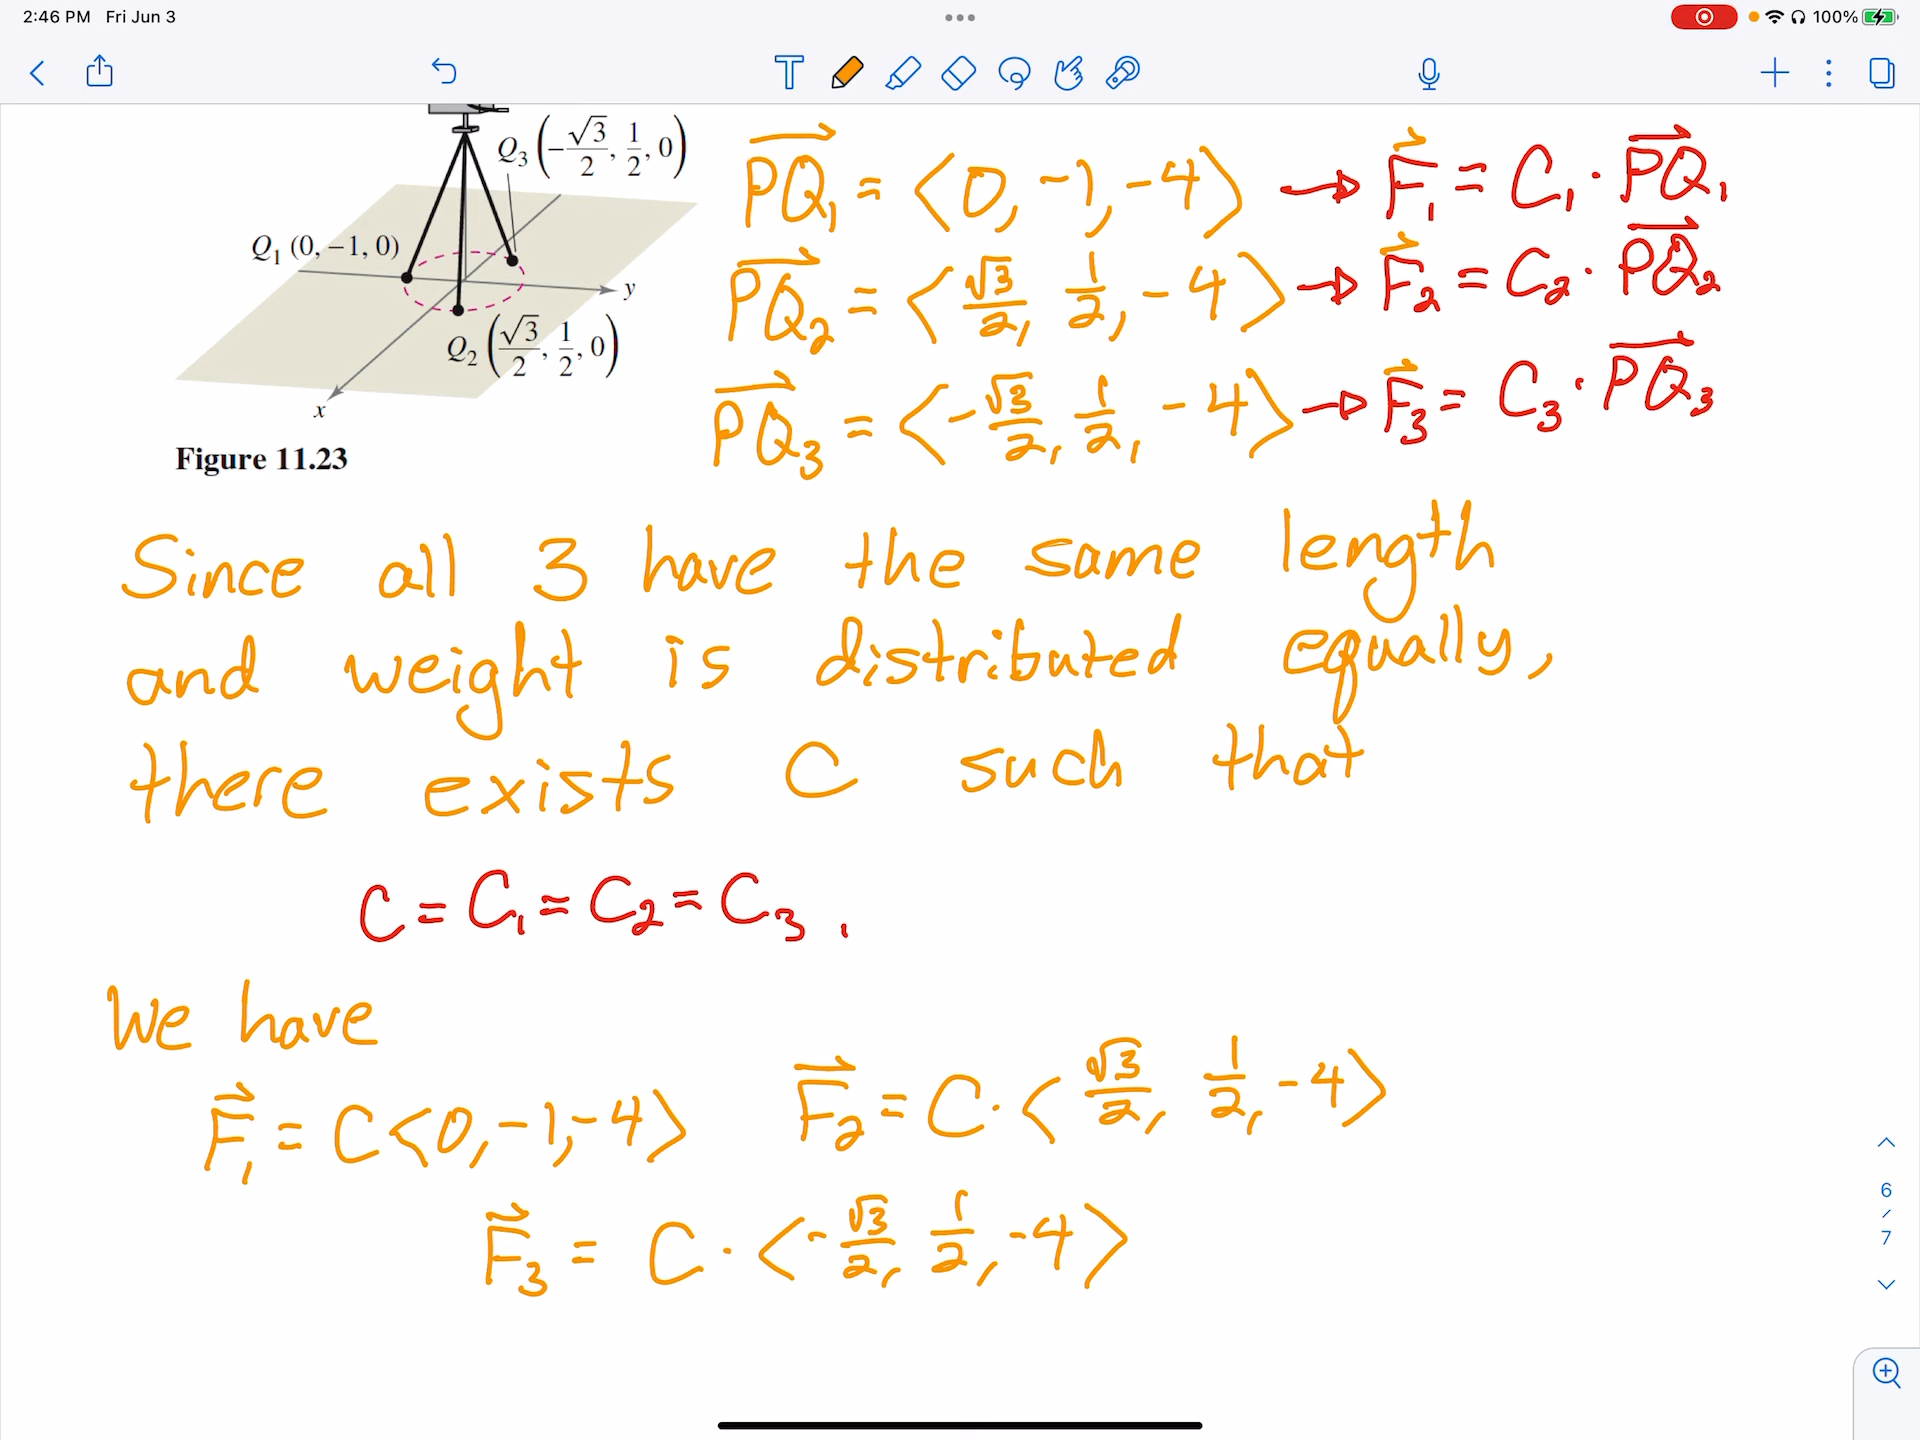 2:46 PM Fri Jun 3
100%
Q₃ (-√3/2, 1/2, 0)
Q₁ (0, -1, 0)
y
Q₂ (√3/2, 1/2, 0)
x
Figure 11.23
PQ₁ = ⟨0, -1, -4⟩ → F₁ = C₁ · PQ₁
PQ₂ = ⟨√3/2, 1/2, -4⟩ → F₂ = C₂ · PQ₂
PQ₃ = ⟨-√3/2, 1/2, -4⟩ → F₃ = C₃ · PQ₃
Since all 3 have the same length
and weight is distributed equally,
there exists C such that
C = C₁ = C₂ = C₃.
We have
F₁ = C⟨0, -1, -4⟩ F₂ = C · ⟨√3/2, 1/2, -4⟩
F₃ = C · ⟨-√3/2, 1/2, -4⟩
6
/
7